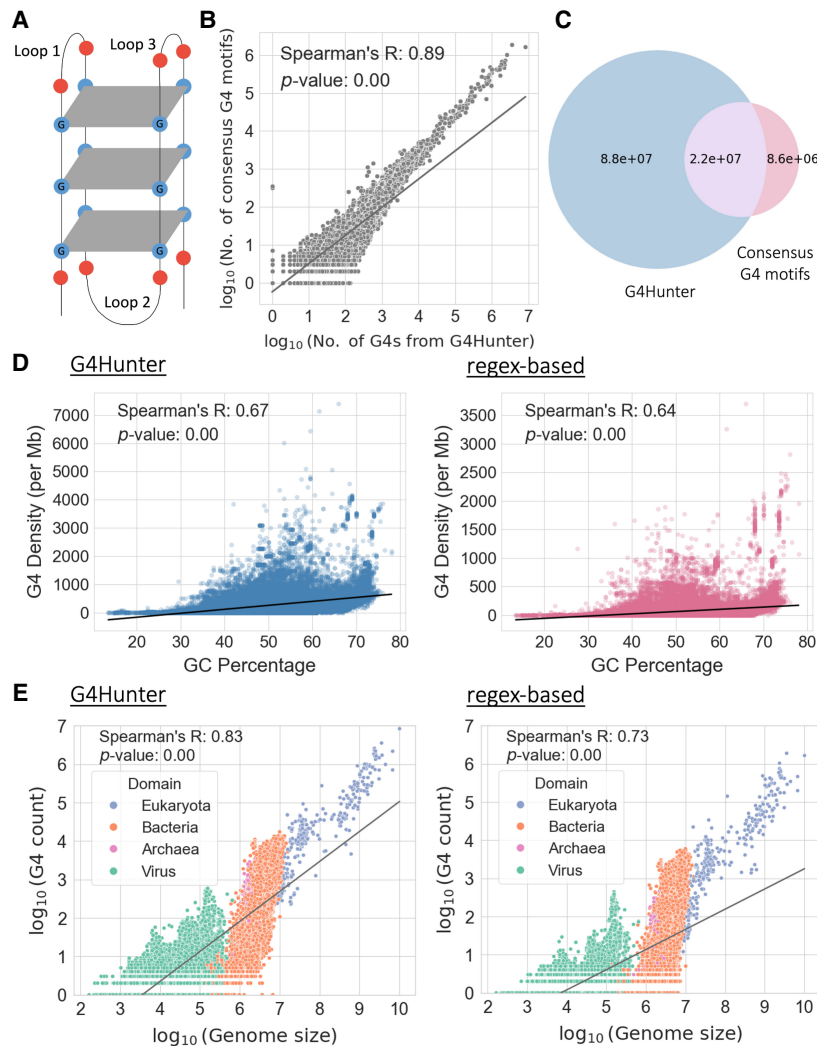 A
Loop 1
Loop 3
G
G
G
G
G
G
Loop 2
B
Spearman's R: 0.89
p-value: 0.00
log10 (No. of consensus G4 motifs)
6
5
4
3
2
1
0
0 1 2 3 4 5 6 7
log10 (No. of G4s from G4Hunter)
C
8.8e+07
2.2e+07
8.6e+06
Consensus
G4 motifs
G4Hunter
D
G4Hunter
Spearman's R: 0.67
p-value: 0.00
G4 Density (per Mb)
7000
6000
5000
4000
3000
2000
1000
0
20 30 40 50 60 70 80
GC Percentage
regex-based
Spearman's R: 0.64
p-value: 0.00
G4 Density (per Mb)
3500
3000
2500
2000
1500
1000
500
0
20 30 40 50 60 70 80
GC Percentage
E
G4Hunter
Spearman's R: 0.83
p-value: 0.00
Domain
Eukaryota
Bacteria
Archaea
Virus
log10 (G4 count)
7
6
5
4
3
2
1
0
2 3 4 5 6 7 8 9 10
log10 (Genome size)
regex-based
Spearman's R: 0.73
p-value: 0.00
Domain
Eukaryota
Bacteria
Archaea
Virus
log10 (G4 count)
7
6
5
4
3
2
1
0
2 3 4 5 6 7 8 9 10
log10 (Genome size)